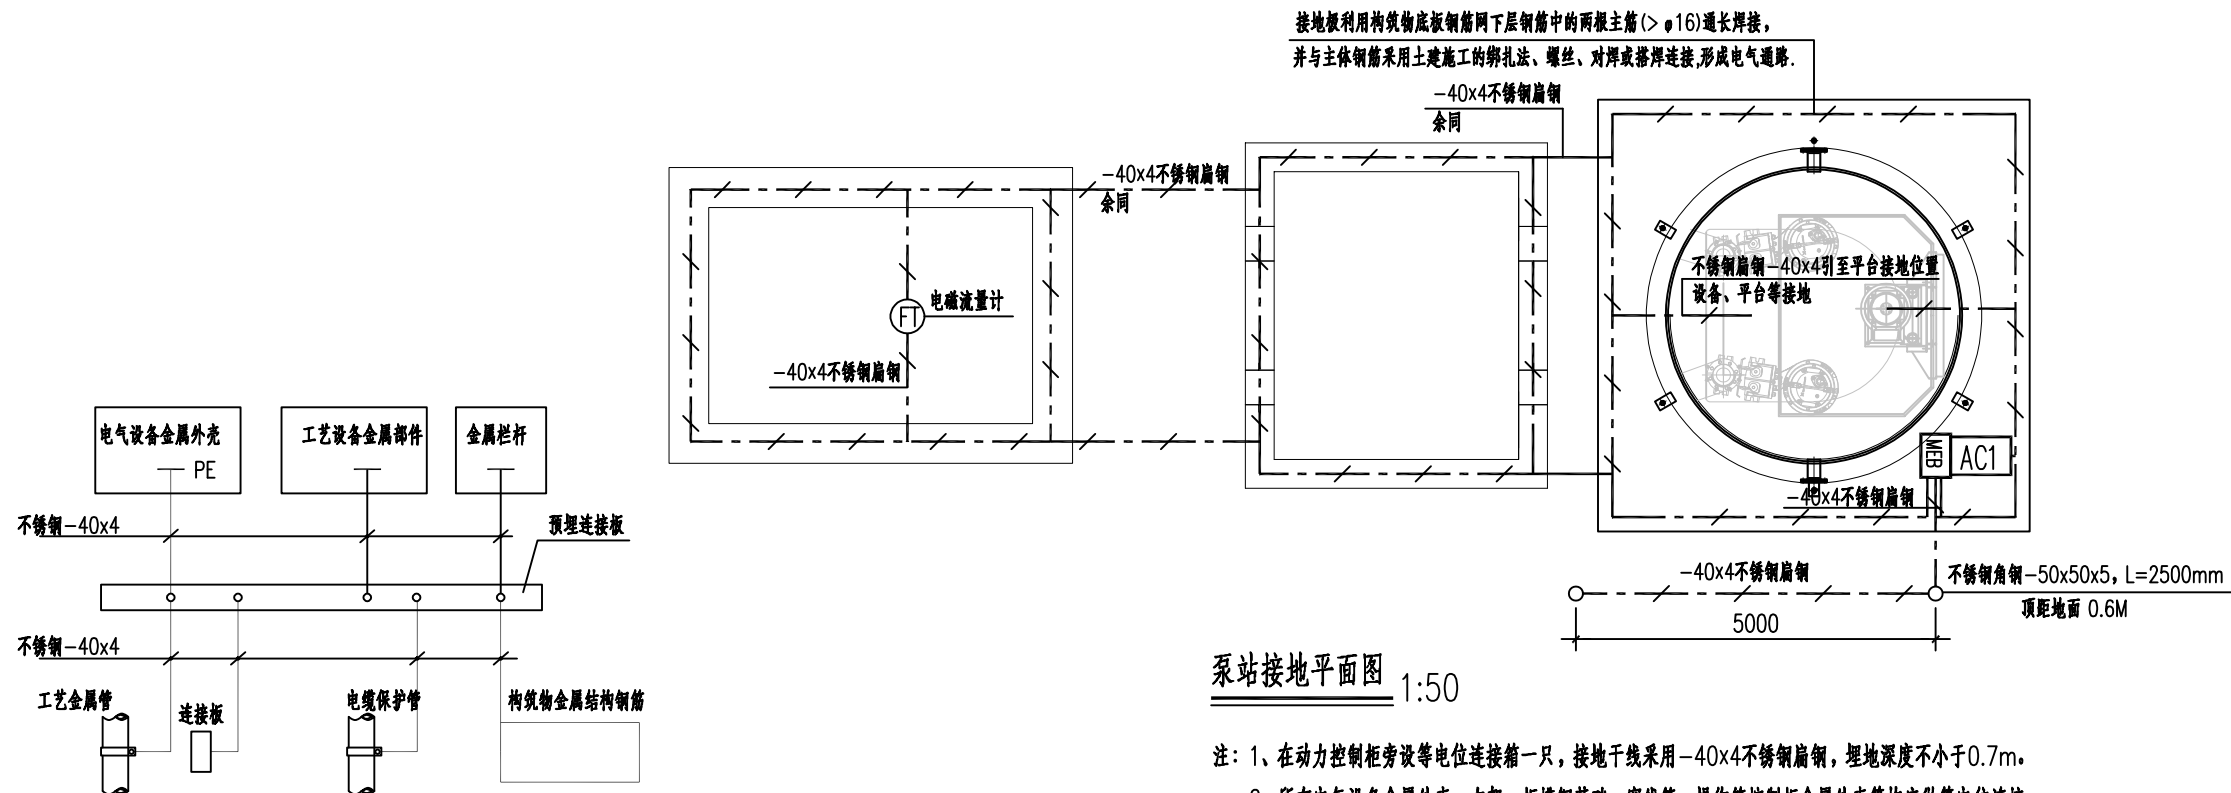 接地极利用构筑物底板钢筋网下层钢筋中的两根主筋(>φ16)通长焊接，
并与主体钢筋采用土建施工的绑扎法、螺丝、对焊或搭焊连接,形成电气通路.
-40x4不锈钢扁钢
余同
-40x4不锈钢扁钢
余同
不锈钢扁钢-40x4引至平台接地位置
设备、平台等接地
FT
电磁流量计
-40x4不锈钢扁钢
MEB
AC1
-40x4不锈钢扁钢
电气设备金属外壳
PE
工艺设备金属部件
金属栏杆
不锈钢-40x4
预埋连接板
不锈钢-40x4
工艺金属管
连接板
电缆保护管
构筑物金属结构钢筋
-40x4不锈钢扁钢
不锈钢角钢-50x50x5，L=2500mm
顶距地面 0.6M
5000
泵站接地平面图 1:50
注：1、在动力控制柜旁设等电位连接箱一只，接地干线采用-40x4不锈钢扁钢，埋地深度不小于0.7m。